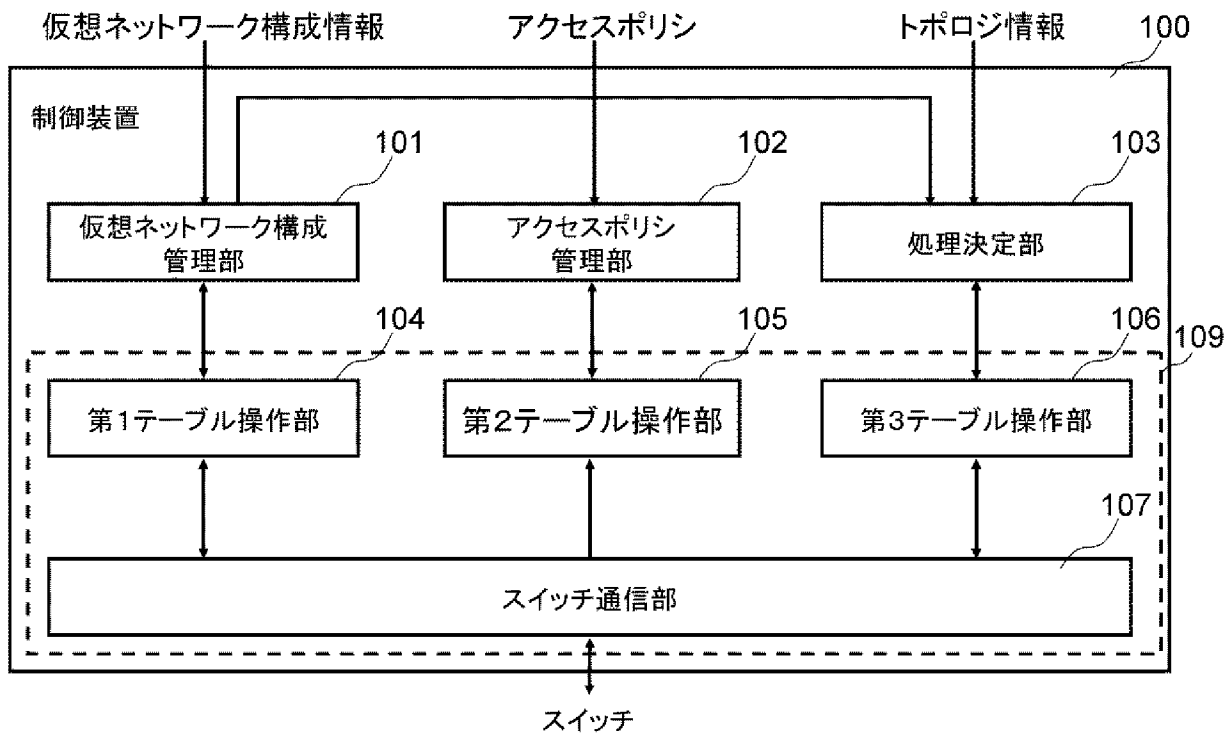 仮想ネットワーク構成情報
アクセスポリシ
トポロジ情報
100
制御装置
101
102
103
仮想ネットワーク構成
管理部
アクセスポリシ
管理部
処理決定部
104
105
106
109
第1テーブル操作部
第2テーブル操作部
第3テーブル操作部
107
スイッチ通信部
スイッチ